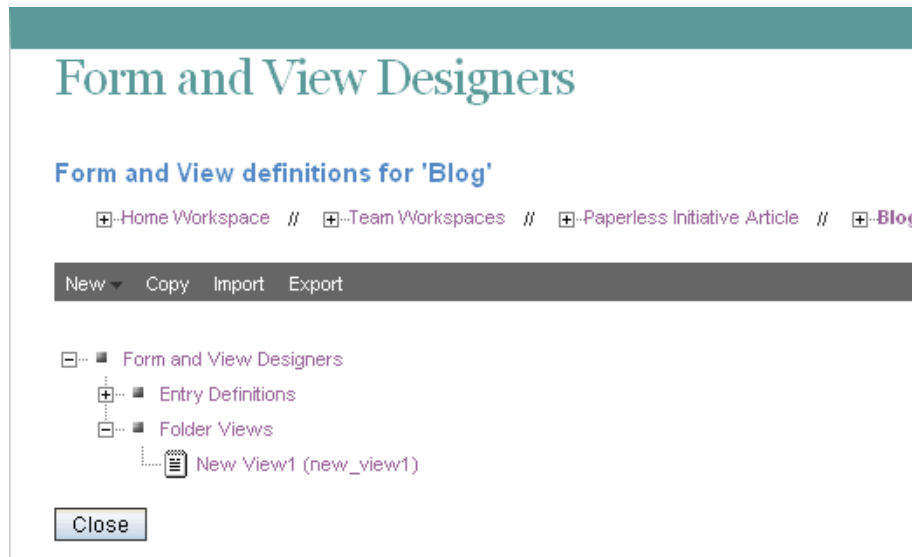 Form and View Designers
Form and View definitions for 'Blog'
Home Workspace // Team Workspaces // Paperless Initiative Article // Blog
New Copy Import Export
Form and View Designers
Entry Definitions
Folder Views
New View1 (new_view1)
Close